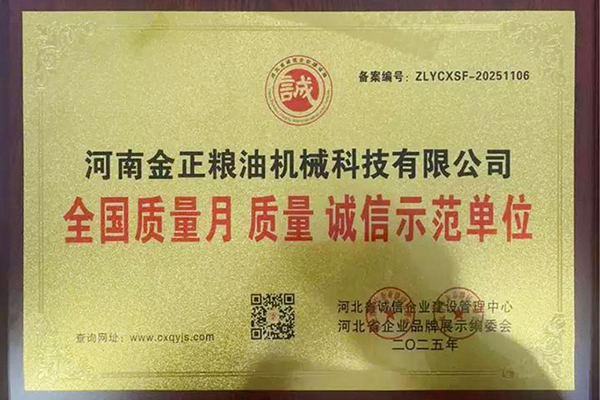 誠
备案编号：ZLYCXSF-20251106
河南金正粮油机械科技有限公司
全国质量月 质量 诚信示范单位
查询网址：www.cxqyjs.com
河北省诚信企业建设管理中心
河北省企业品牌展示编委会
二〇二五年